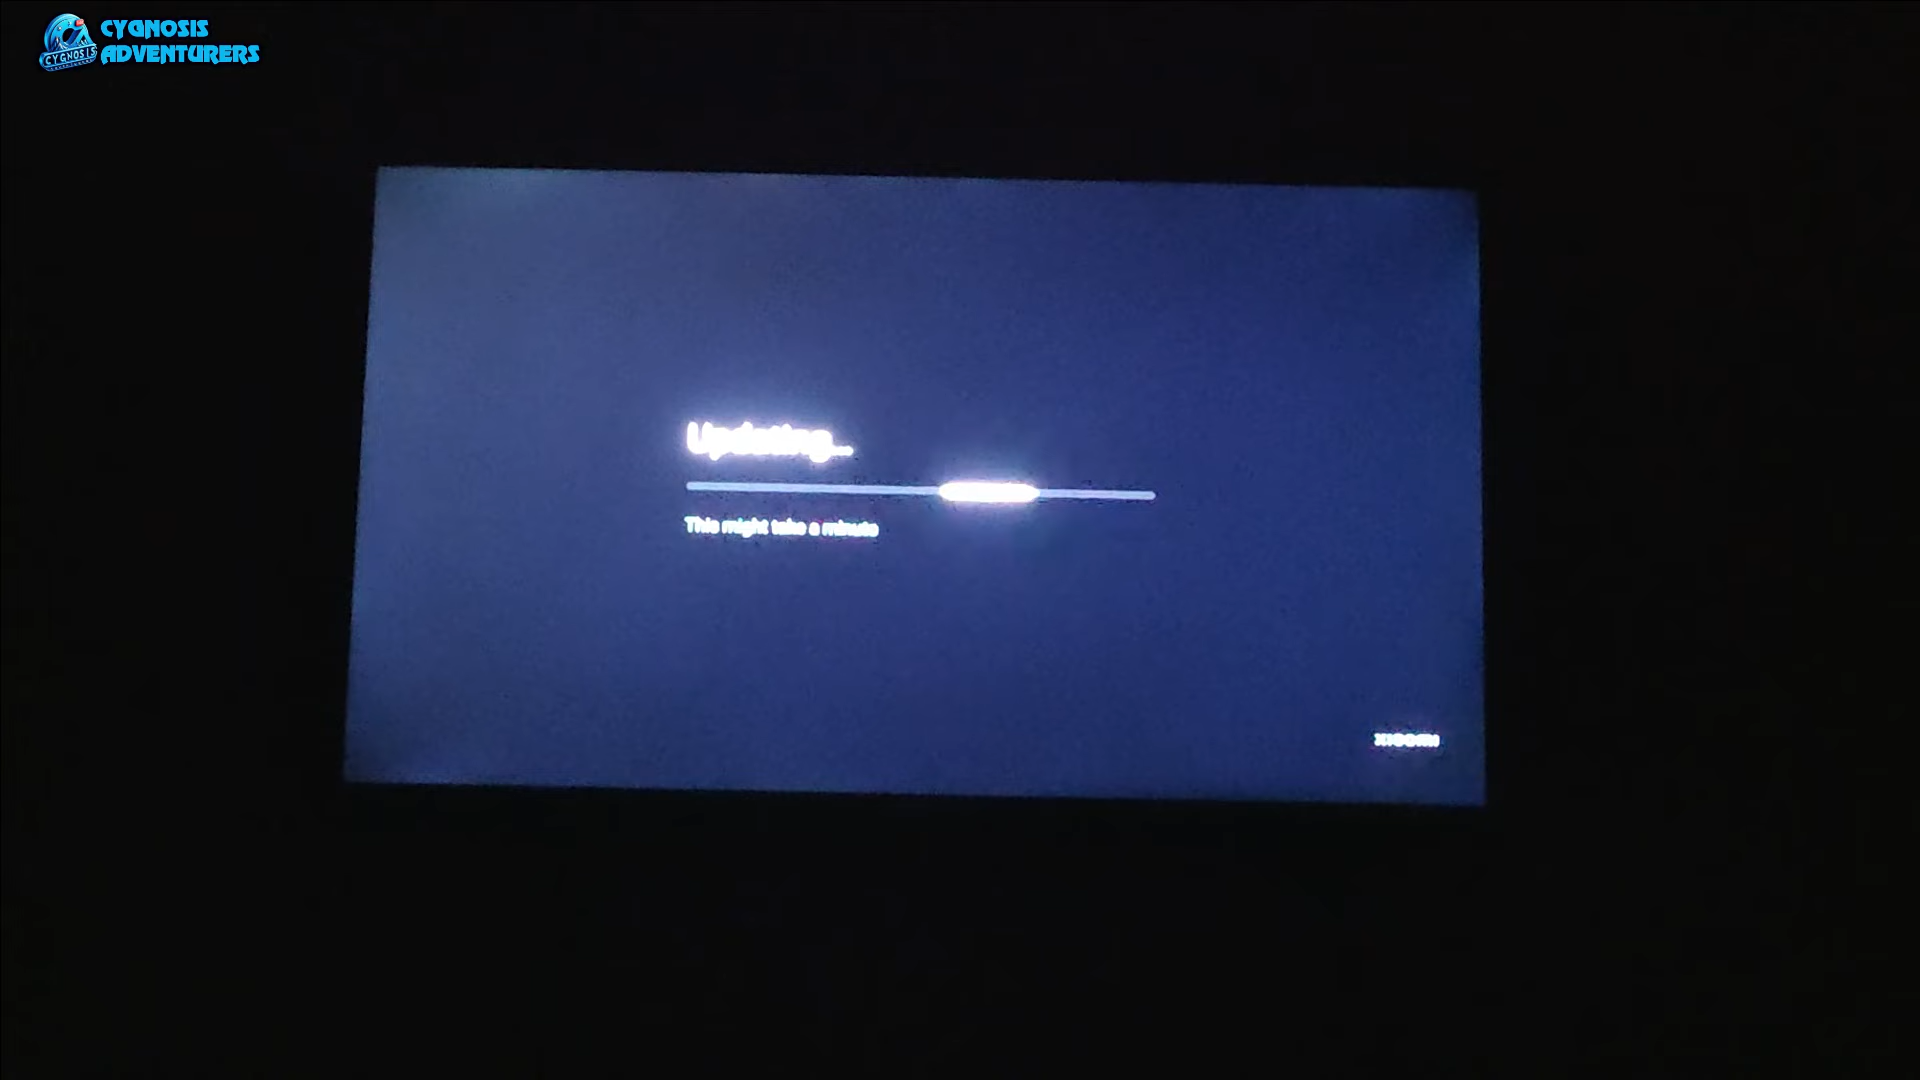 CYGNOSIS
ADVENTURERS
CYGNOSIS
Updating...
This might take a minute
XIAOMI